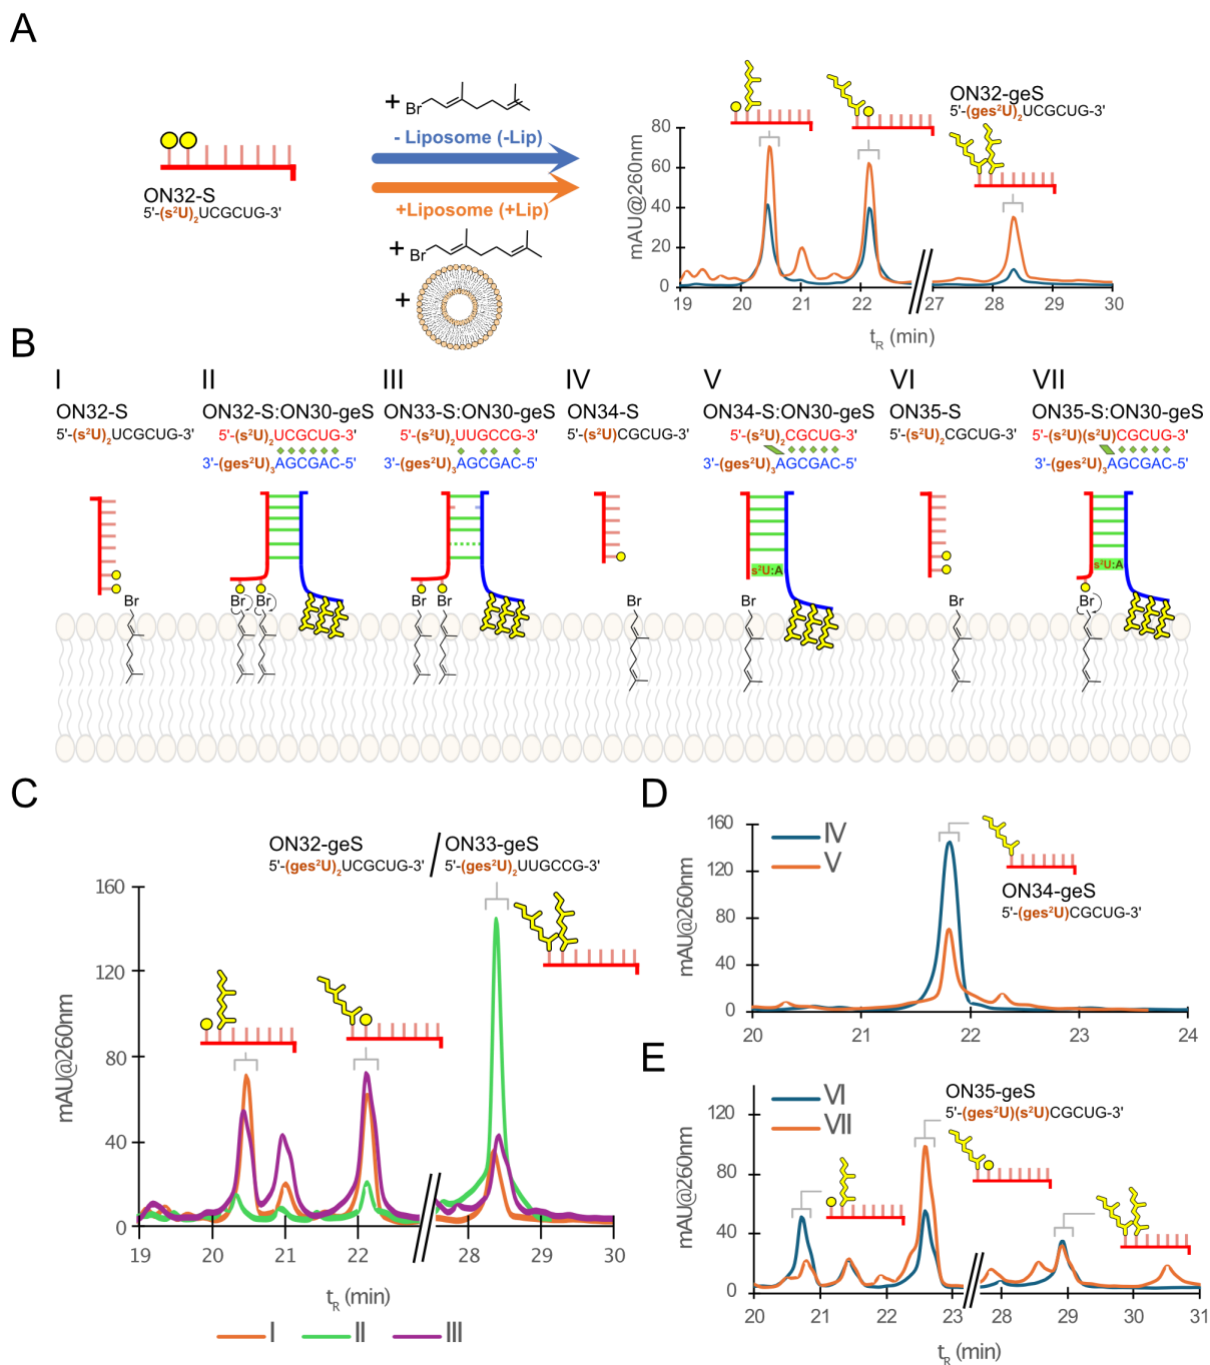 A
+
Br
- Liposome (-Lip)
+Liposome (+Lip)
+
Br
+
ON32-S
5'-(s²U)₂UCGCUG-3'
ON32-geS
5'-(ges²U)₂UCGCUG-3'
mAU@260nm
80
60
40
20
0
19 20 21 22 27 28 29 30
tR (min)
B
I II III IV V VI VII
ON32-S ON32-S:ON30-geS ON33-S:ON30-geS ON34-S ON34-S:ON30-geS ON35-S ON35-S:ON30-geS
5'-(s²U)₂UCGCUG-3' 5'-(s²U)₂UCGCUG-3' 5'-(s²U)₂UUGCCG-3' 5'-(s²U)CGCUG-3' 5'-(s²U)₂CGCUG-3' 5'-(s²U)₂CGCUG-3' 5'-(s²U)(s²U)CGCUG-3'
3'-(ges²U)₃AGCGAC-5' 3'-(ges²U)₃AGCGAC-5' 3'-(ges²U)₃AGCGAC-5' 3'-(ges²U)₃AGCGAC-5'
s²U:A s²U:A
Br Br Br Br Br Br Br Br Br
C
ON32-geS / ON33-geS
5'-(ges²U)₂UCGCUG-3' 5'-(ges²U)₂UUGCCG-3'
mAU@260nm
160
120
80
40
0
19 20 21 22 28 29 30
tR (min)
I II III
D
IV
V
ON34-geS
5'-(ges²U)CGCUG-3'
mAU@260nm
160
120
80
40
0
20 21 22 23 24
E
VI
VII
ON35-geS
5'-(ges²U)(s²U)CGCUG-3'
mAU@260nm
120
80
40
0
20 21 22 23 28 29 30 31
tR (min)